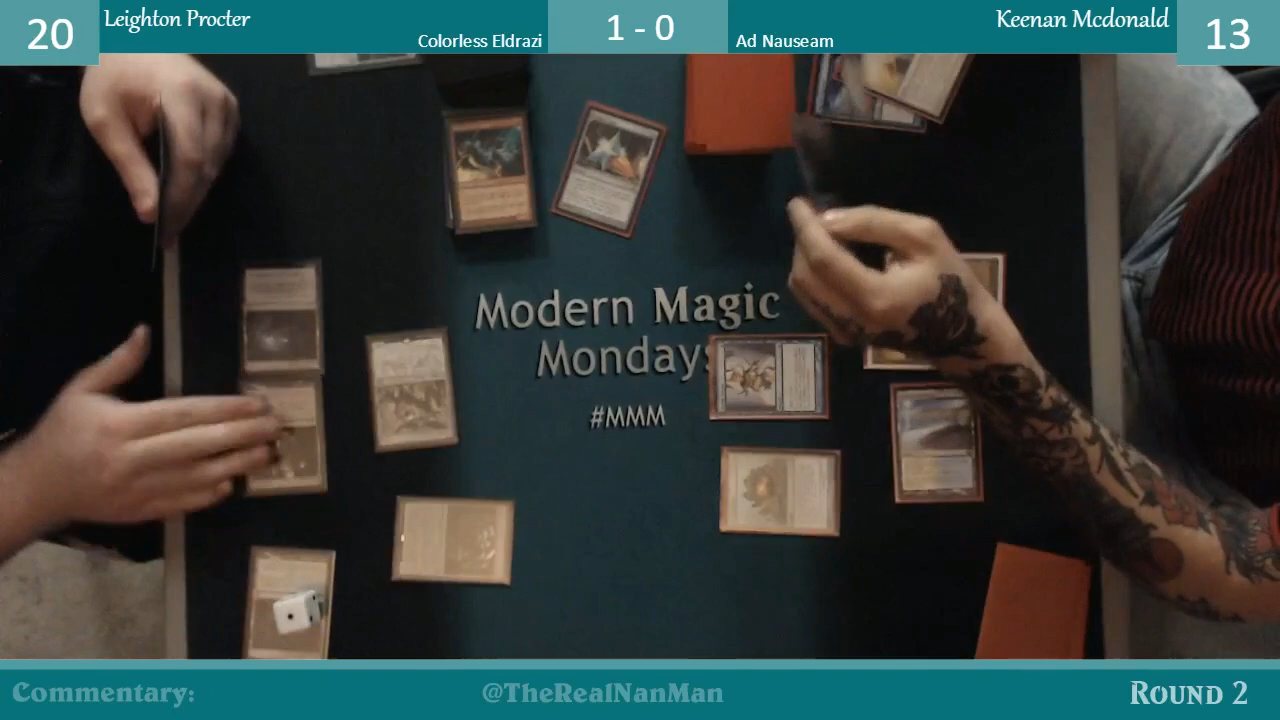 20
Leighton Procter
Colorless Eldrazi
1 - 0
Keenan Mcdonald
Ad Nauseam
13
Modern Magic
Mondays
#MMM
Commentary:
@TheRealNanMan
Round 2